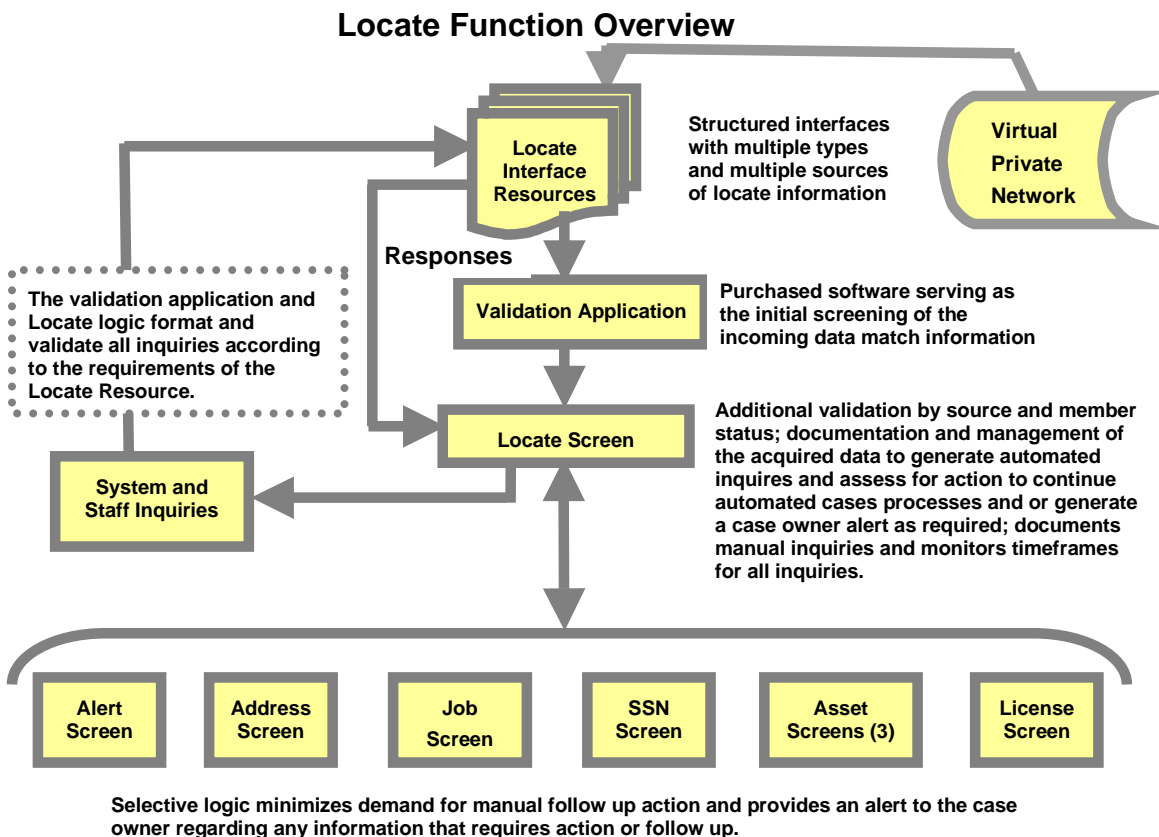 Locate Function Overview
Locate
Interface
Resources
Structured interfaces
with multiple types
and multiple sources
of locate information
Virtual
Private
Network
Responses
The validation application and
Locate logic format and
validate all inquiries according
to the requirements of the
Locate Resource.
Validation Application
Purchased software serving as
the initial screening of the
incoming data match information
Locate Screen
Additional validation by source and member
status; documentation and management of
the acquired data to generate automated
inquires and assess for action to continue
automated cases processes and or generate
a case owner alert as required; documents
manual inquiries and monitors timeframes
for all inquiries.
System and
Staff Inquiries
Alert
Screen
Address
Screen
Job
Screen
SSN
Screen
Asset
Screens (3)
License
Screen
Selective logic minimizes demand for manual follow up action and provides an alert to the case
owner regarding any information that requires action or follow up.